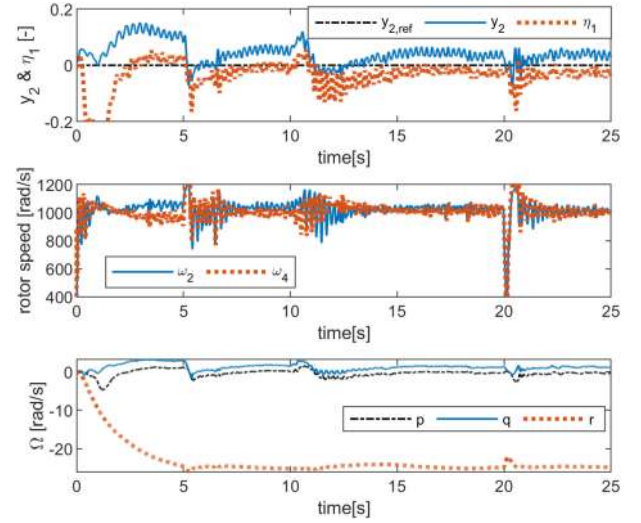 0.2
0
-0.2
y₂ & η₁ [-]
y₂,ref y₂ η₁
0 5 10 15 20 25
time[s]
1200
1000
800
600
400
rotor speed [rad/s]
ω₂ ω₄
0 5 10 15 20 25
time[s]
0
-10
-20
Ω [rad/s]
p q r
0 5 10 15 20 25
time[s]